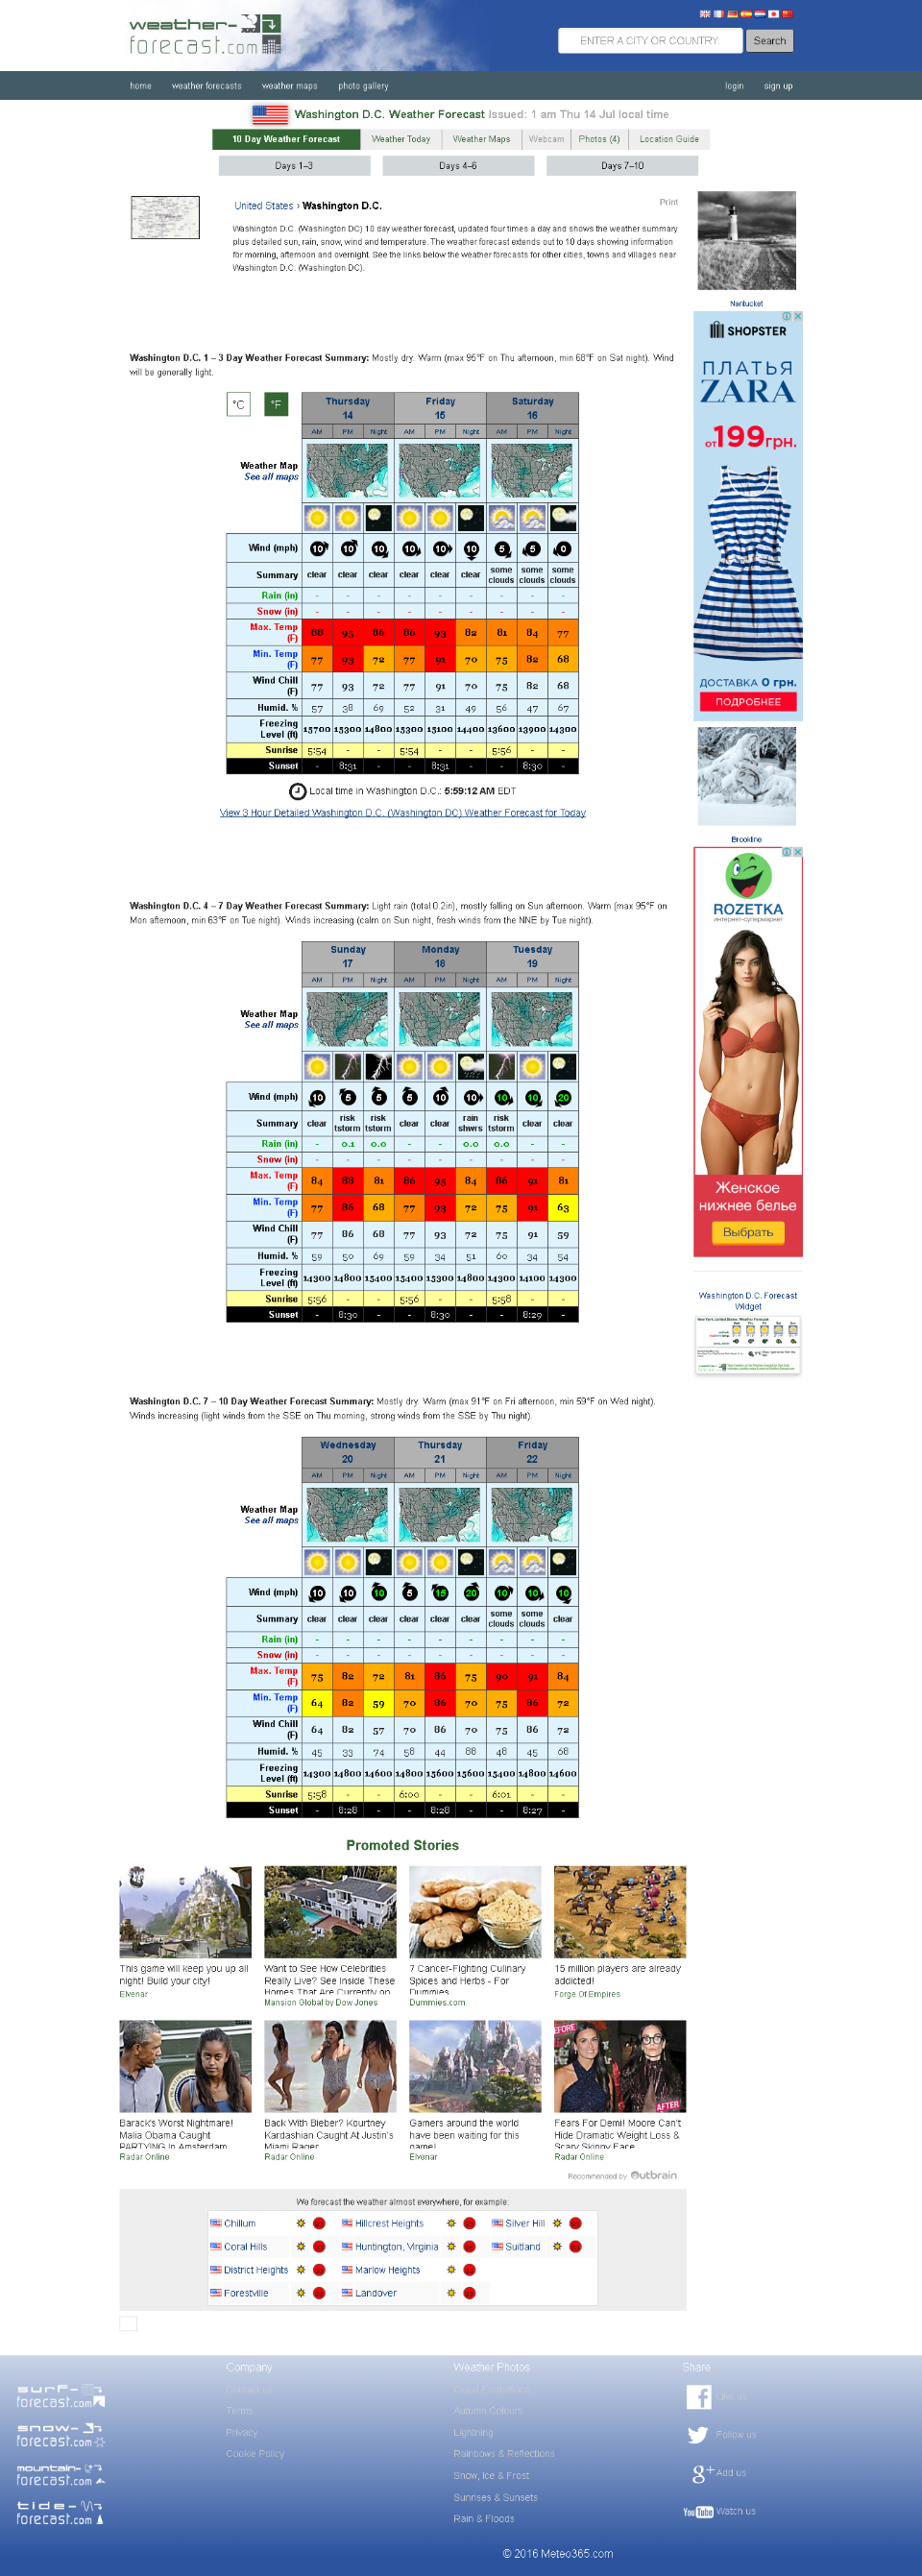 weather-
forecast.com
ENTER A CITY OR COUNTRY.
Search
home weather forecasts weather maps photo gallery login sign up
Washington D.C. Weather Forecast Issued: 1 am Thu 14 Jul local time
10 Day Weather Forecast Weather Today Weather Maps Webcam Photos (4) Location Guide
Days 1–3 Days 4–6 Days 7–10
United States › Washington D.C.
Print
Washington D.C. (Washington DC) 10 day weather forecast, updated four times a day and shows the weather summary
plus detailed sun, rain, snow, wind and temperature. The weather forecast extends out to 10 days showing information
for morning, afternoon and overnight. See the links below the weather forecasts for other cities, towns and villages near
Washington D.C. (Washington DC).
Nantucket
SHOPSTER
ПЛАТЬЯ
ZARA
от 199 грн.
ДОСТАВКА 0 грн.
ПОДРОБНЕЕ
Brookline
ROZETKA
интернет-супермаркет
Женское
нижнее белье
Выбрать
Washington D.C. Forecast
Widget
Washington D.C. 1 – 3 Day Weather Forecast Summary: Mostly dry. Warm (max 95°F on Thu afternoon, min 68°F on Sat night). Wind
will be generally light.
°C °F
Thursday Friday Saturday
14 15 16
AM PM Night AM PM Night AM PM Night
Weather Map
See all maps
Wind (mph) 10 10 10 10 10 10 5 5 0
Summary clear clear clear clear clear clear some clouds some clouds some clouds
Rain (in) - - - - - - - - -
Snow (in) - - - - - - - - -
Max. Temp (F) 88 95 86 86 93 82 81 84 77
Min. Temp (F) 77 93 72 77 91 70 75 82 68
Wind Chill (F) 77 93 72 77 91 70 75 82 68
Humid. % 57 38 69 52 31 49 56 47 67
Freezing Level (ft) 15700 15300 14800 15300 15100 14400 13600 13900 14300
Sunrise 5:54 - - 5:54 - - 5:56 - -
Sunset - 8:31 - - 8:31 - - 8:30 -
Local time in Washington D.C.: 5:59:12 AM EDT
View 3 Hour Detailed Washington D.C. (Washington DC) Weather Forecast for Today
Washington D.C. 4 – 7 Day Weather Forecast Summary: Light rain (total 0.2in), mostly falling on Sun afternoon. Warm (max 95°F on
Mon afternoon, min 63°F on Tue night). Winds increasing (calm on Sun night, fresh winds from the NNE by Tue night).
Sunday Monday Tuesday
17 18 19
AM PM Night AM PM Night AM PM Night
Weather Map
See all maps
Wind (mph) 10 5 5 5 10 10 10 10 20
Summary clear risk tstorm risk tstorm clear clear rain shwrs risk tstorm clear clear
Rain (in) - 0.1 0.0 - - 0.0 0.0 - -
Snow (in) - - - - - - - - -
Max. Temp (F) 84 88 81 86 95 84 86 91 81
Min. Temp (F) 77 86 68 77 93 72 75 91 63
Wind Chill (F) 77 86 68 77 93 72 75 91 59
Humid. % 59 50 69 59 34 51 60 34 54
Freezing Level (ft) 14300 14800 15400 15400 15300 14800 14300 14100 14300
Sunrise 5:56 - - 5:56 - - 5:58 - -
Sunset - 8:30 - - 8:30 - - 8:29 -
Washington D.C. 7 – 10 Day Weather Forecast Summary: Mostly dry. Warm (max 91°F on Fri afternoon, min 59°F on Wed night).
Winds increasing (light winds from the SSE on Thu morning, strong winds from the SSE by Thu night).
Wednesday Thursday Friday
20 21 22
AM PM Night AM PM Night AM PM Night
Weather Map
See all maps
Wind (mph) 10 10 10 5 15 20 10 10 10
Summary clear clear clear clear clear clear some clouds some clouds clear
Rain (in) - - - - - - - - -
Snow (in) - - - - - - - - -
Max. Temp (F) 75 82 72 81 86 75 90 91 84
Min. Temp (F) 64 82 59 70 86 70 75 86 72
Wind Chill (F) 64 82 57 70 86 70 75 86 72
Humid. % 45 33 74 58 44 88 48 45 68
Freezing Level (ft) 14300 14800 14600 14800 15600 15600 15400 14800 14600
Sunrise 5:58 - - 6:00 - - 6:01 - -
Sunset - 8:28 - - 8:28 - - 8:27 -
Promoted Stories
This game will keep you up all
night! Build your city!
Elvenar
Want to See How Celebrities
Really Live? See Inside These
Homes That Are Currently on
Mansion Global by Dow Jones
7 Cancer-Fighting Culinary
Spices and Herbs - For
Dummies
Dummies.com
15 million players are already
addicted!
Forge Of Empires
Barack's Worst Nightmare!
Malia Obama Caught
PARTYING In Amsterdam
Radar Online
Back With Bieber? Kourtney
Kardashian Caught At Justin's
Miami Rager
Radar Online
Gamers around the world
have been waiting for this
game!
Elvenar
BEFORE
AFTER
Fears For Demi! Moore Can't
Hide Dramatic Weight Loss &
Scary Skinny Face
Radar Online
Recommended by Outbrain
We forecast the weather almost everywhere, for example:
Chillum Hillcrest Heights Silver Hill
Coral Hills Huntington, Virginia Suitland
District Heights Marlow Heights
Forestville Landover
surf-
forecast.com
snow-
forecast.com
mountain-
forecast.com
tide-
forecast.com
Company
Contact us
Terms
Privacy
Cookie Policy
Weather Photos
Cloud Formations
Autumn Colours
Lightning
Rainbows & Reflections
Snow, Ice & Frost
Sunrises & Sunsets
Rain & Floods
Share
Like us
Follow us
g+ Add us
YouTube Watch us
© 2016 Meteo365.com